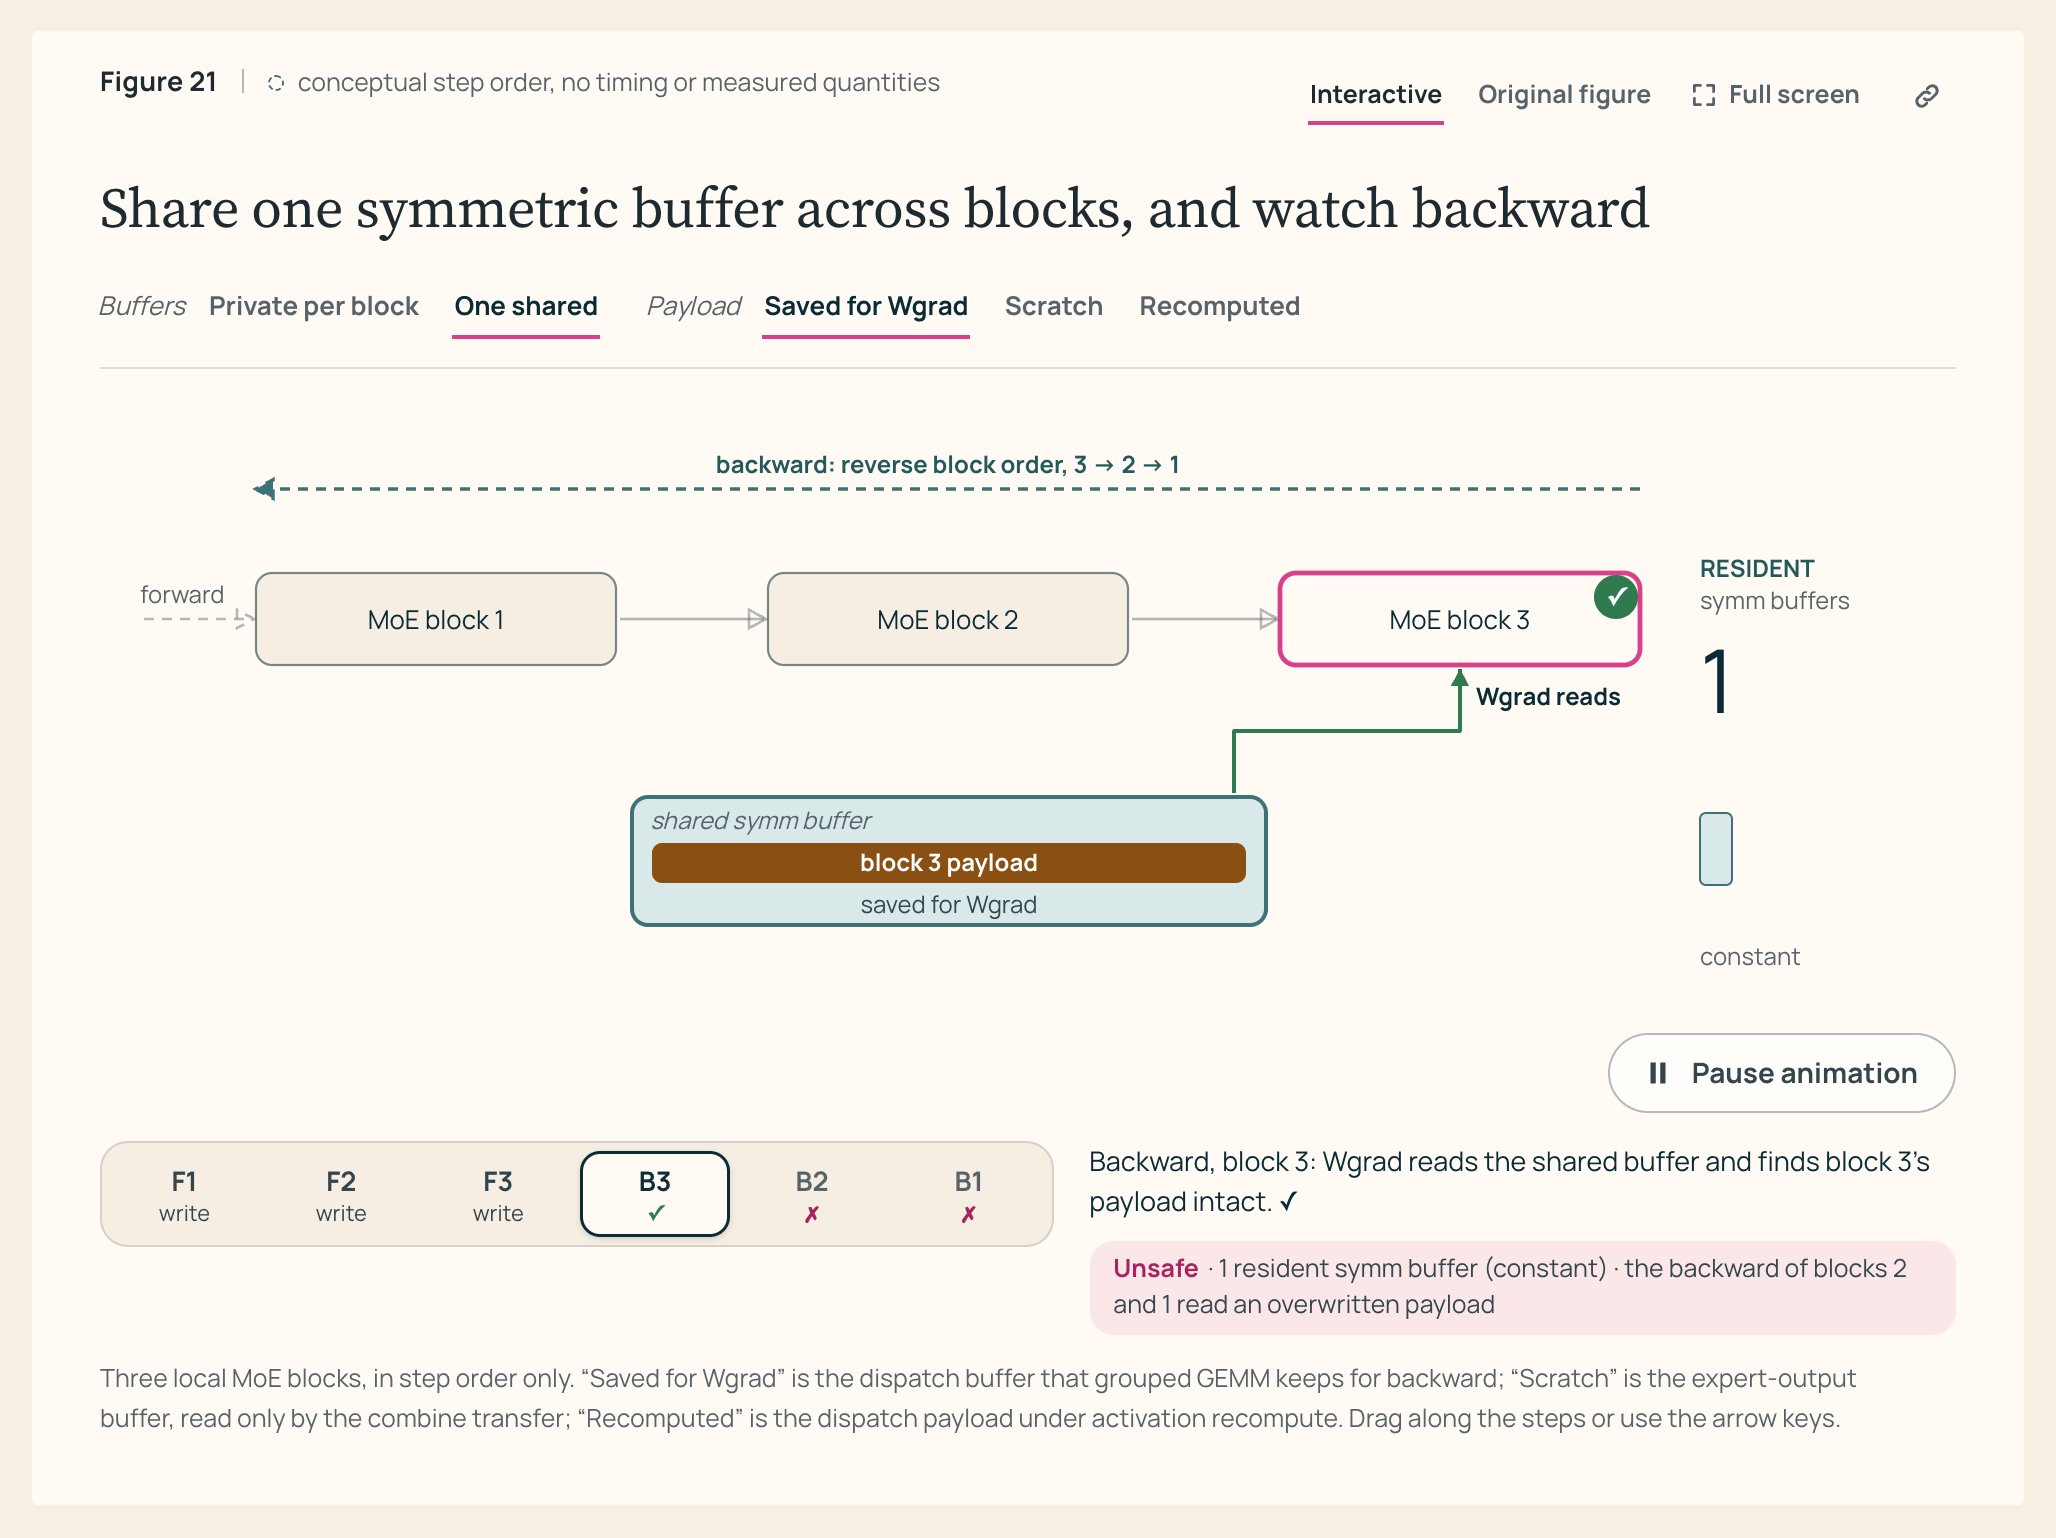 Figure 21
conceptual step order, no timing or measured quantities
Interactive
Original figure
Full screen
Share one symmetric buffer across blocks, and watch backward
Buffers Private per block One shared Payload Saved for Wgrad Scratch Recomputed
backward: reverse block order, 3 → 2 → 1
forward
MoE block 1
MoE block 2
MoE block 3
✓
RESIDENT
symm buffers
1
Wgrad reads
shared symm buffer
block 3 payload
saved for Wgrad
constant
Pause animation
F1 F2 F3 B3 B2 B1
write write write ✓ ✗ ✗
Backward, block 3: Wgrad reads the shared buffer and finds block 3’s
payload intact. ✓
Unsafe · 1 resident symm buffer (constant) · the backward of blocks 2
and 1 read an overwritten payload
Three local MoE blocks, in step order only. “Saved for Wgrad” is the dispatch buffer that grouped GEMM keeps for backward; “Scratch” is the expert-output
buffer, read only by the combine transfer; “Recomputed” is the dispatch payload under activation recompute. Drag along the steps or use the arrow keys.